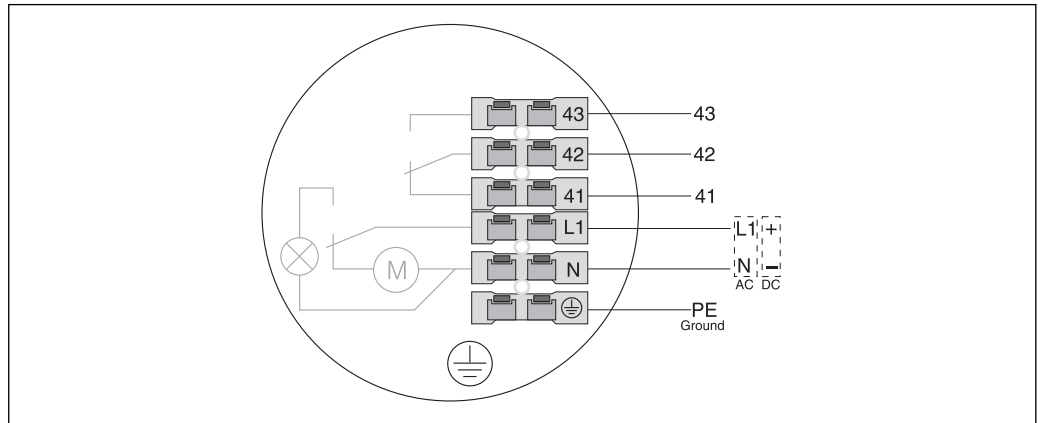 43 43
42 42
41 41
L1 L1 +
M N N –
AC DC
PE
Ground